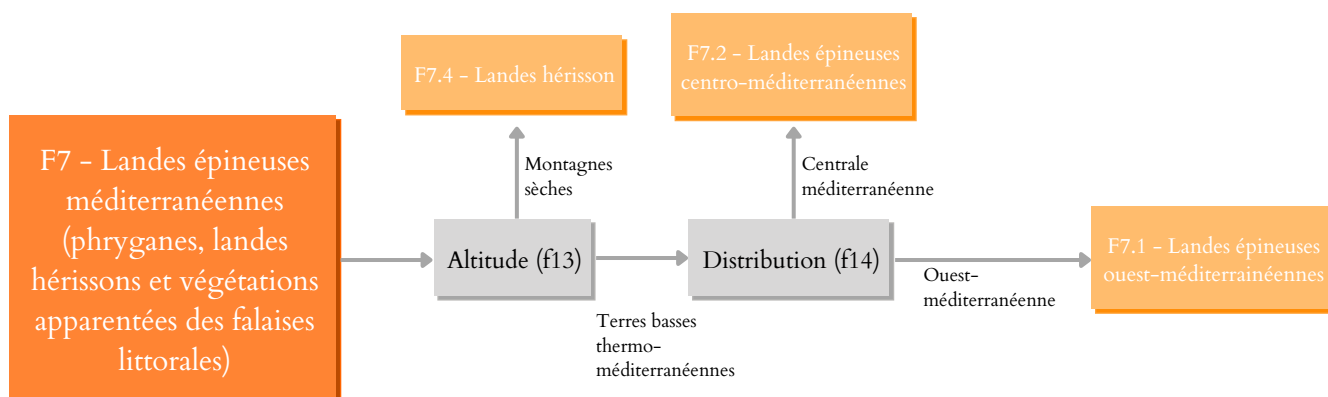 F7 - Landes épineuses
méditerranéennes
(phryganes, landes
hérissons et végétations
apparentées des falaises
littorales)
Altitude (f13)
Montagnes
sèches
F7.4 - Landes hérisson
Terres basses
thermo-
méditerranéennes
Distribution (f14)
Centrale
méditerranéenne
F7.2 - Landes épineuses
centro-méditerranéennes
Ouest-
méditerranéenne
F7.1 - Landes épineuses
ouest-méditerrainéennes